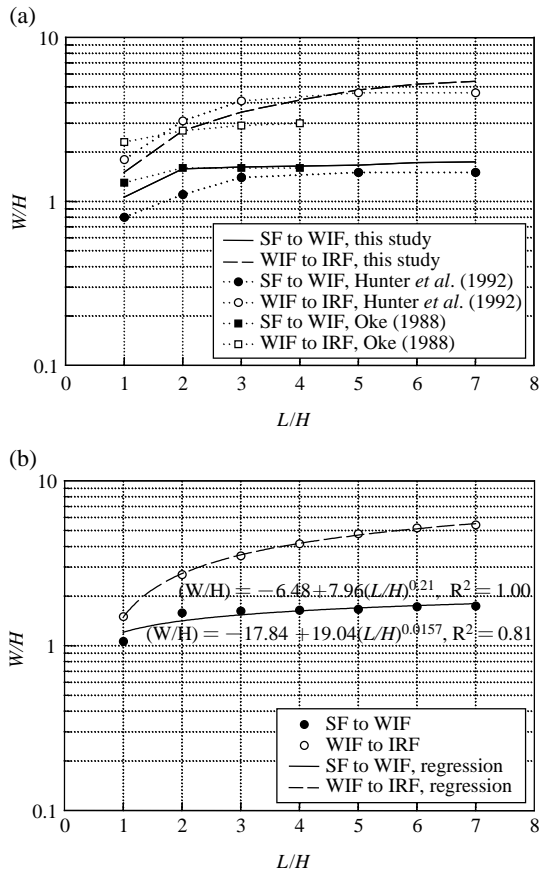 (a)
10
1
0.1
W/H
0 1 2 3 4 5 6 7 8
L/H
SF to WIF, this study
WIF to IRF, this study
SF to WIF, Hunter et al. (1992)
WIF to IRF, Hunter et al. (1992)
SF to WIF, Oke (1988)
WIF to IRF, Oke (1988)
(b)
10
1
0.1
W/H
(W/H) = −6.48+7.96(L/H)^0.21, R^2 = 1.00
(W/H) = −17.84 +19.04(L/H)^0.0157, R^2 = 0.81
SF to WIF
WIF to IRF
SF to WIF, regression
WIF to IRF, regression
0 1 2 3 4 5 6 7 8
L/H